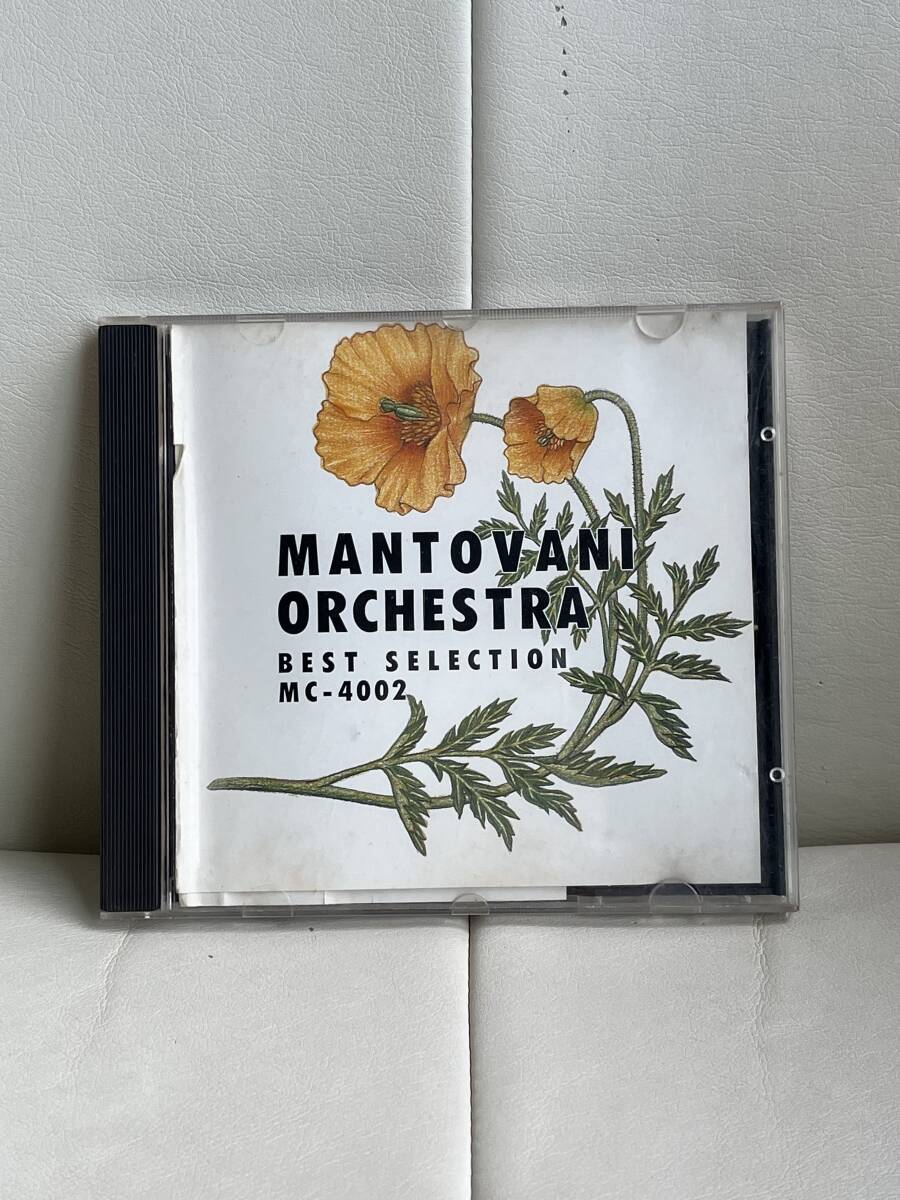 MANTOVANI
ORCHESTRA
BEST SELECTION
MC-4002